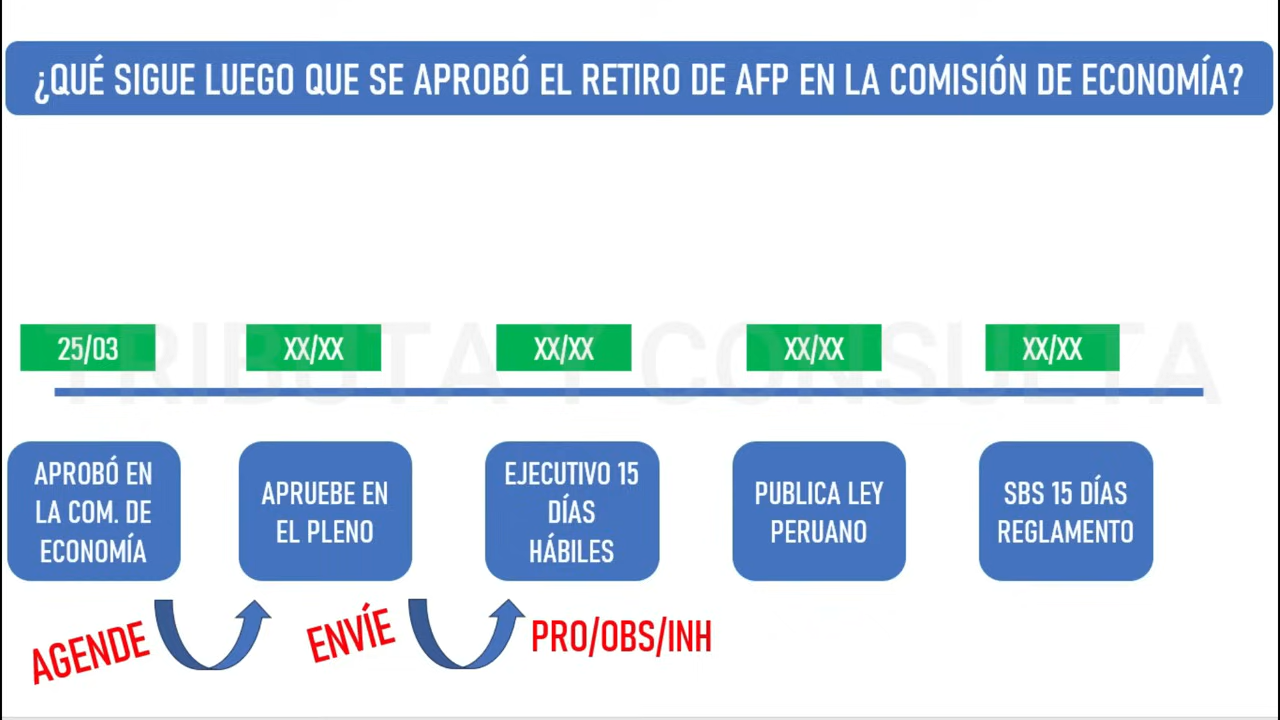 ¿QUÉ SIGUE LUEGO QUE SE APROBÓ EL RETIRO DE AFP EN LA COMISIÓN DE ECONOMÍA?
TRIBUTA Y CONSULTA
25/03
XX/XX
XX/XX
XX/XX
XX/XX
APROBÓ EN
LA COM. DE
ECONOMÍA
APRUEBE EN
EL PLENO
EJECUTIVO 15
DÍAS
HÁBILES
PUBLICA LEY
PERUANO
SBS 15 DÍAS
REGLAMENTO
AGENDE
ENVÍE
PRO/OBS/INH